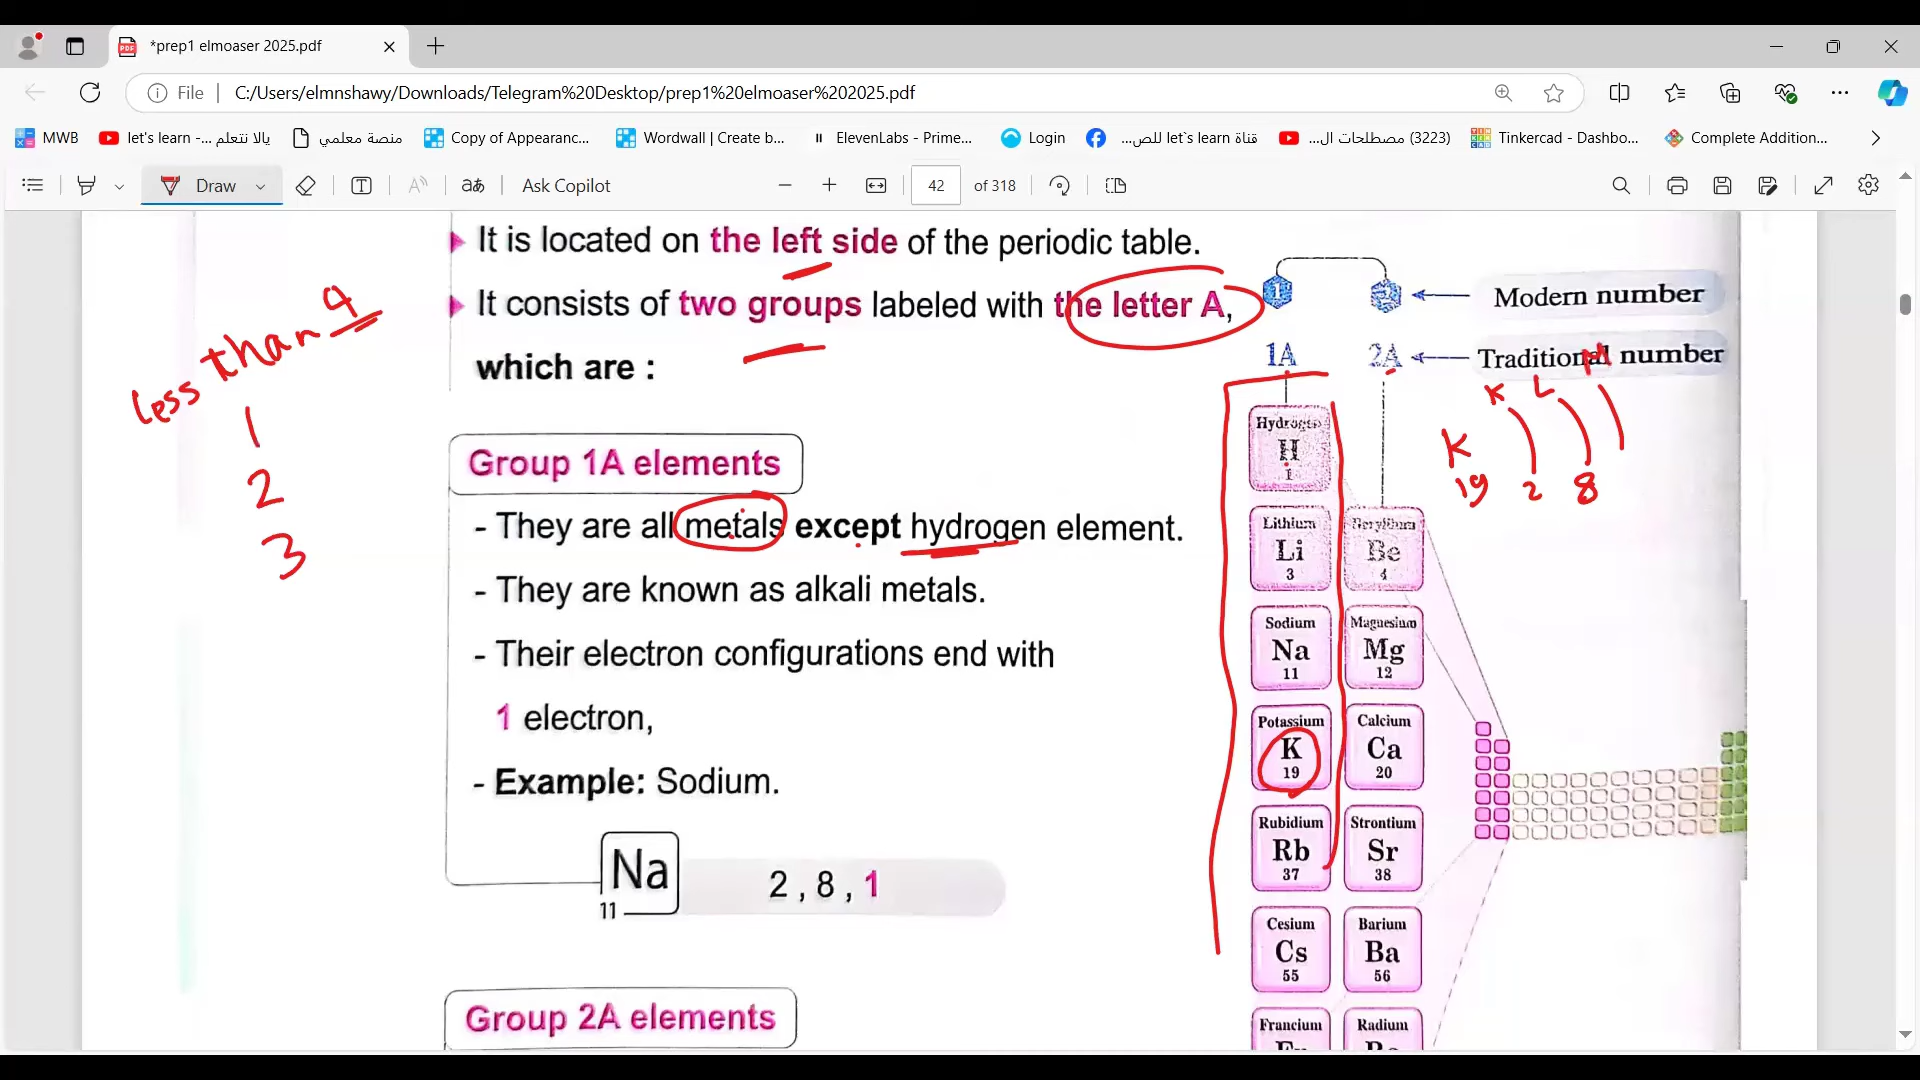 *prep1 elmoaser 2025.pdf
File C:/Users/elmnshawy/Downloads/Telegram%20Desktop/prep1%20elmoaser%202025.pdf
MWB
let's learn -... يالا نتعلم
منصة معلمي
Copy of Appearanc...
Wordwall | Create b...
ElevenLabs - Prime...
Login
قناة let`s learn للص...
(3223) مصطلحات ال...
Tinkercad - Dashbo...
Complete Addition...
Draw
Ask Copilot
42 of 318
It is located on the left side of the periodic table.
It consists of two groups labeled with the letter A,
which are :
less than 4
1
2
3
Group 1A elements
- They are all metals except hydrogen element.
- They are known as alkali metals.
- Their electron configurations end with
1 electron,
- Example: Sodium.
Na
11
2 , 8 , 1
Group 2A elements
1 2 Modern number
1A 2A Traditional number
K L M
K
19 2 8
Hydrogen
H
1
Lithium
Li
3
Beryllium
Be
4
Sodium
Na
11
Magnesium
Mg
12
Potassium
K
19
Calcium
Ca
20
Rubidium
Rb
37
Strontium
Sr
38
Cesium
Cs
55
Barium
Ba
56
Francium
Radium